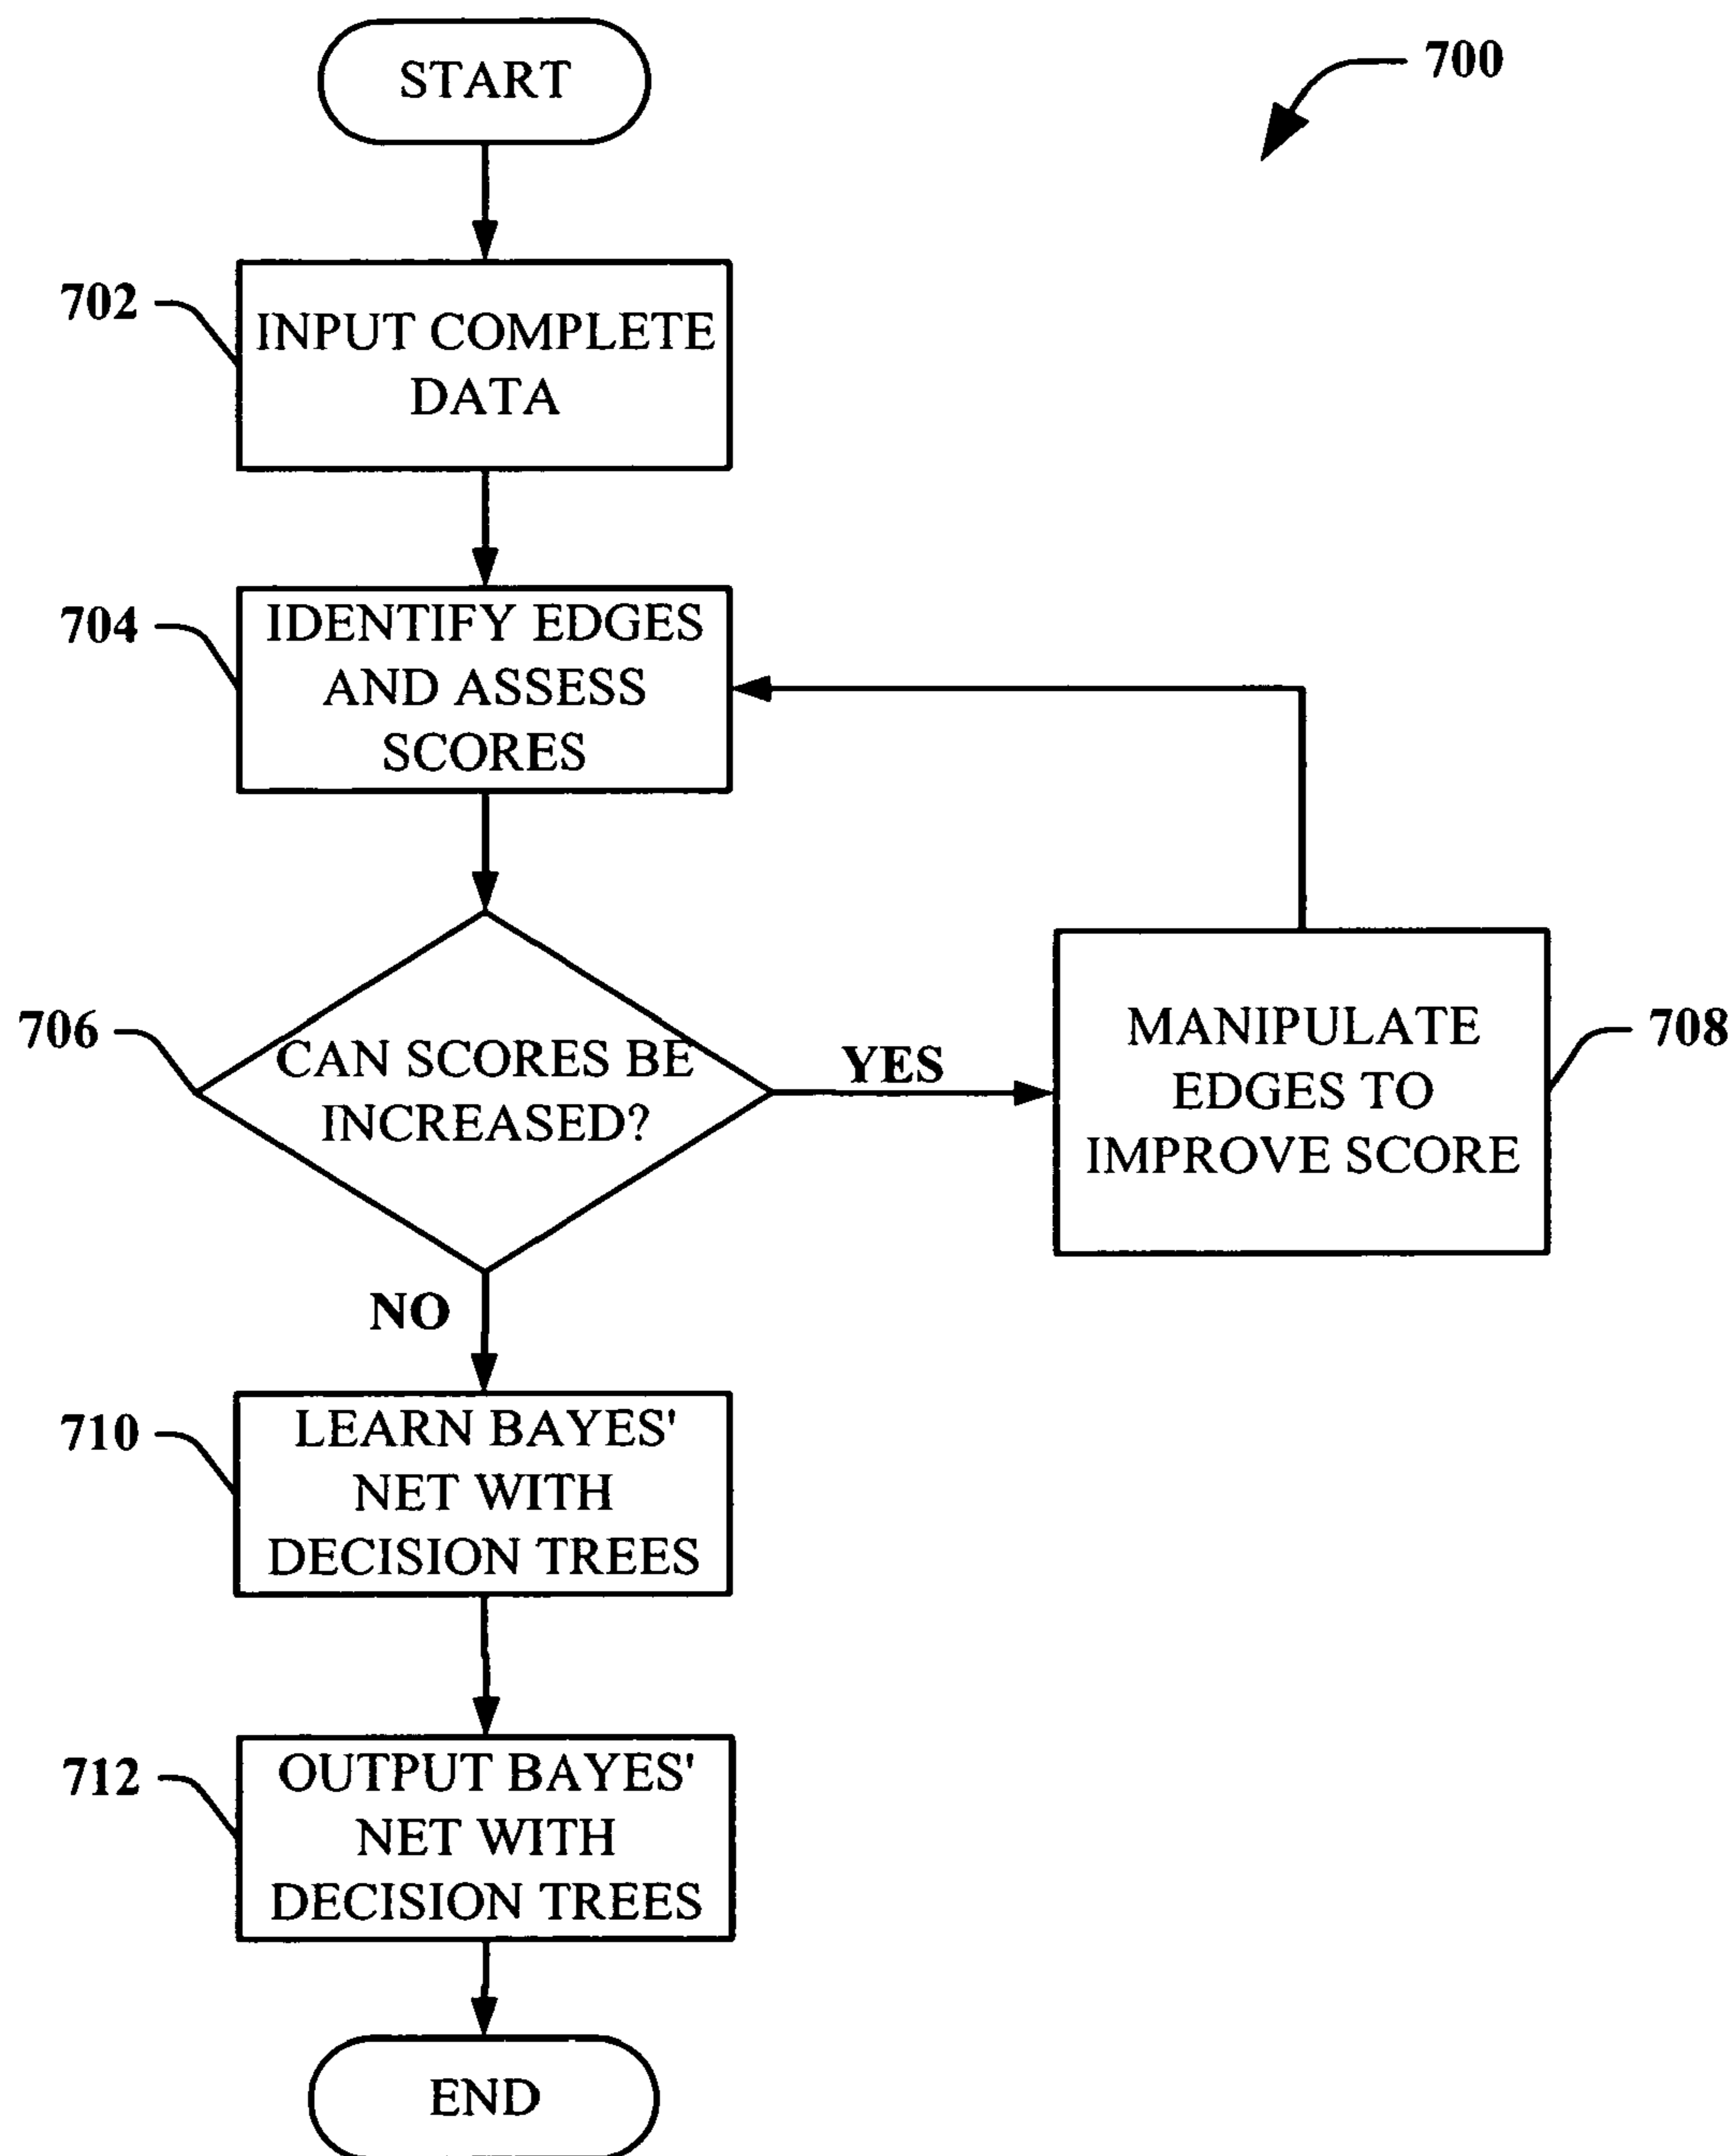 START
700
702
INPUT COMPLETE
DATA
704
IDENTIFY EDGES
AND ASSESS
SCORES
706
CAN SCORES BE
INCREASED?
YES
MANIPULATE
EDGES TO
IMPROVE SCORE
708
NO
710
LEARN BAYES'
NET WITH
DECISION TREES
712
OUTPUT BAYES'
NET WITH
DECISION TREES
END